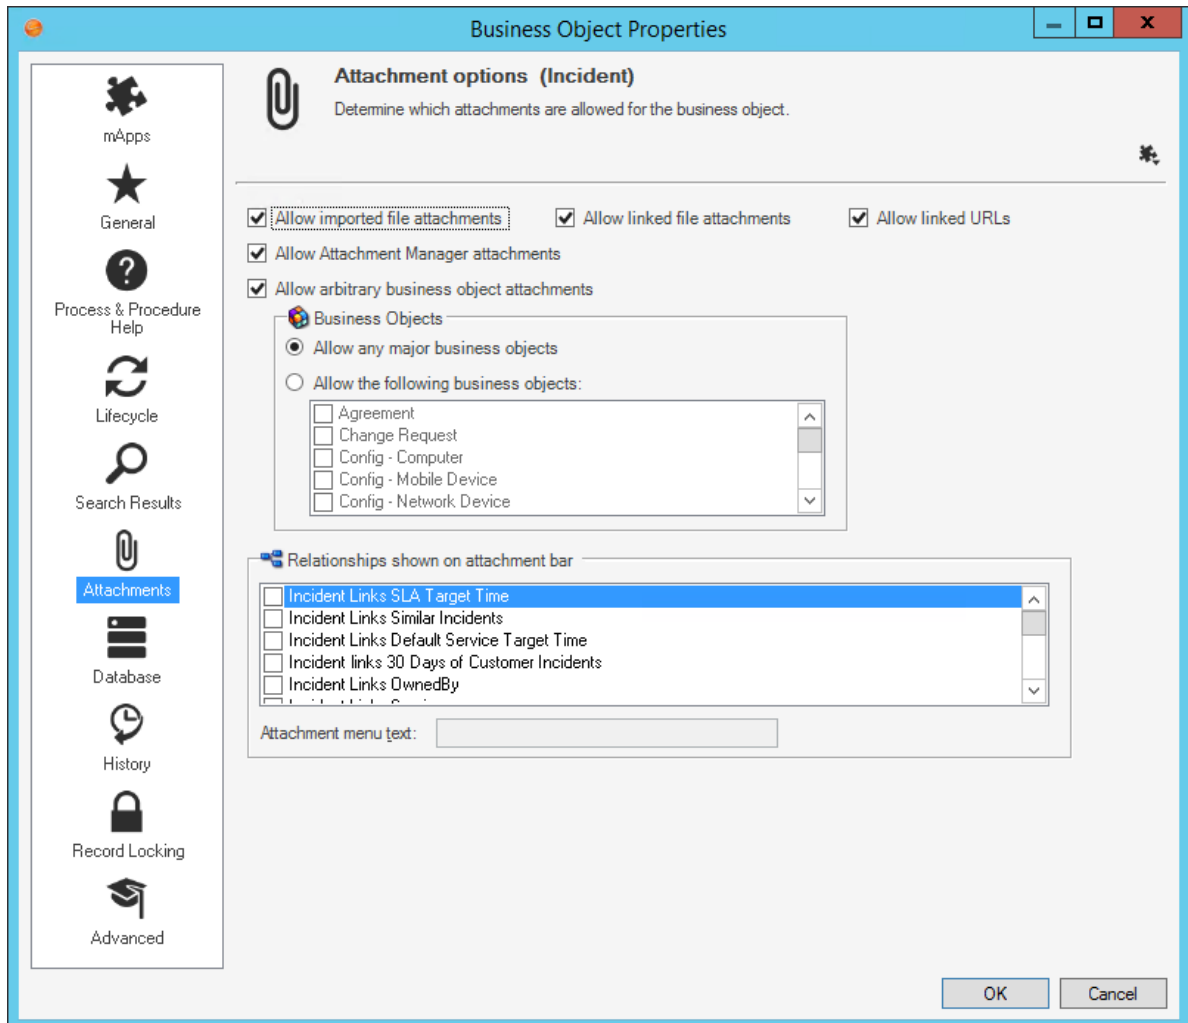 Business Object Properties
mApps
General
Process & Procedure
Help
Lifecycle
Search Results
Attachments
Database
History
Record Locking
Advanced
Attachment options (Incident)
Determine which attachments are allowed for the business object.
Allow imported file attachments
Allow linked file attachments
Allow linked URLs
Allow Attachment Manager attachments
Allow arbitrary business object attachments
Business Objects
Allow any major business objects
Allow the following business objects:
Agreement
Change Request
Config - Computer
Config - Mobile Device
Config - Network Device
Relationships shown on attachment bar
Incident Links SLA Target Time
Incident Links Similar Incidents
Incident Links Default Service Target Time
Incident links 30 Days of Customer Incidents
Incident Links OwnedBy
Attachment menu text:
OK
Cancel